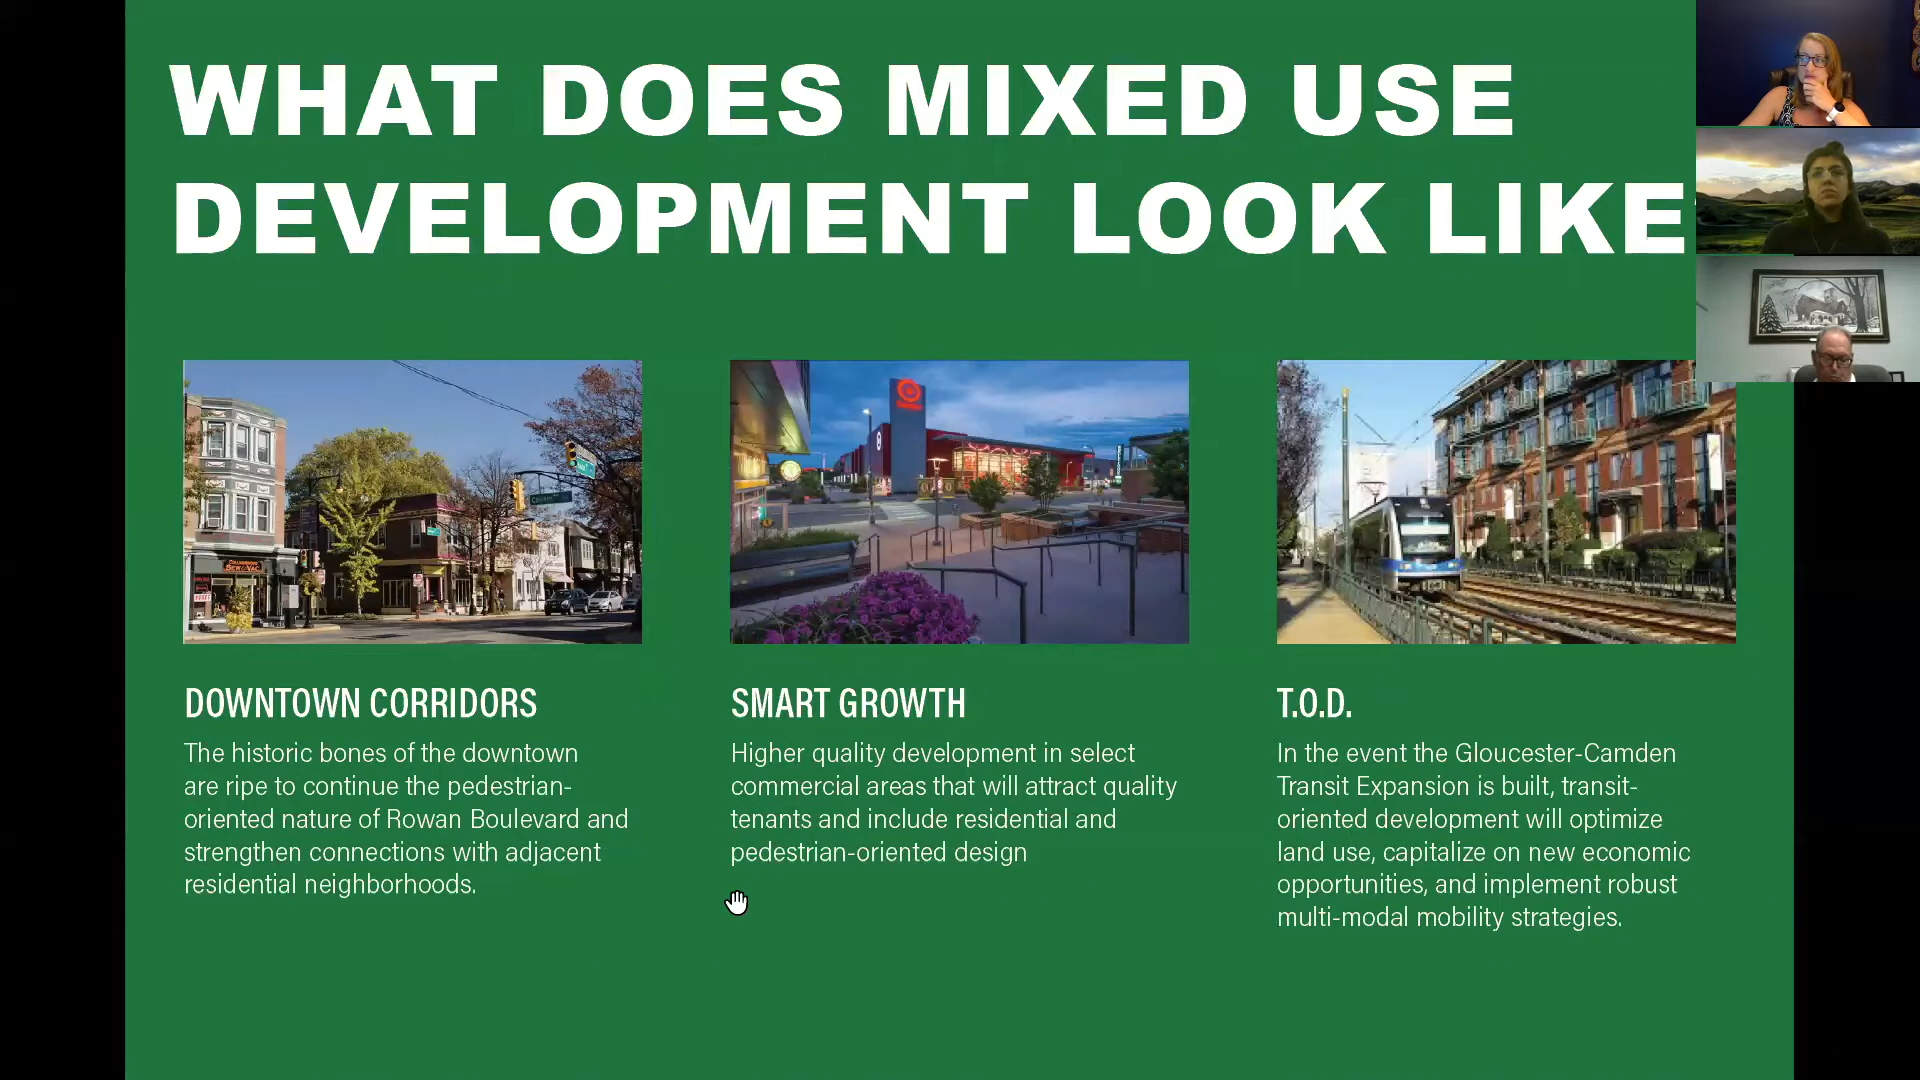 WHAT DOES MIXED USE
DEVELOPMENT LOOK LIKE
DOWNTOWN CORRIDORS
The historic bones of the downtown
are ripe to continue the pedestrian-
oriented nature of Rowan Boulevard and
strengthen connections with adjacent
residential neighborhoods.
SMART GROWTH
Higher quality development in select
commercial areas that will attract quality
tenants and include residential and
pedestrian-oriented design
T.O.D.
In the event the Gloucester-Camden
Transit Expansion is built, transit-
oriented development will optimize
land use, capitalize on new economic
opportunities, and implement robust
multi-modal mobility strategies.